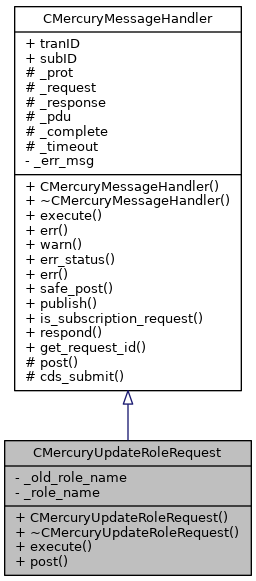 CMercuryMessageHandler
+ tranID
+ subID
# _prot
# _request
# _response
# _pdu
# _complete
# _timeout
- _err_msg
+ CMercuryMessageHandler()
+ ~CMercuryMessageHandler()
+ execute()
+ err()
+ warn()
+ err_status()
+ err()
+ safe_post()
+ publish()
+ is_subscription_request()
+ respond()
+ get_request_id()
# post()
# cds_submit()
CMercuryUpdateRoleRequest
- _old_role_name
- _role_name
+ CMercuryUpdateRoleRequest()
+ ~CMercuryUpdateRoleRequest()
+ execute()
+ post()